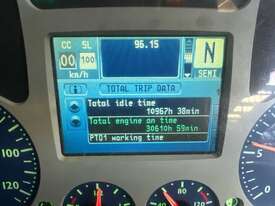 CC SL
96.15
00 100
km/h
N
SEMI
i TOTAL TRIP DATA
Total idle time
10967h 38min
Total engine on time
30610h 59min
PTO1 working time
100
120
0
120